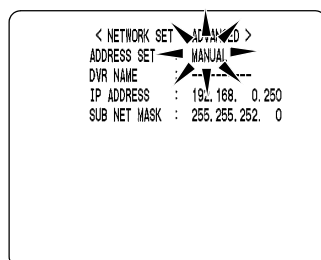 < NETWORK SET ADVANCED >
ADDRESS SET : MANUAL
DVR NAME : ----------
IP ADDRESS : 192.168. 0.250
SUB NET MASK : 255.255.252. 0